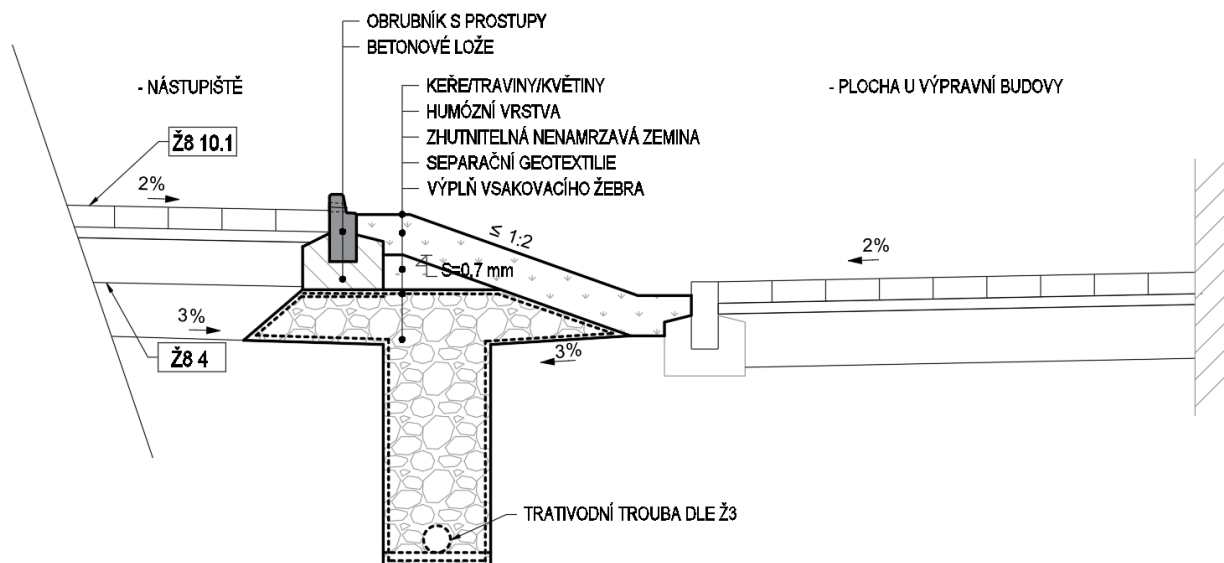 OBRUBNÍK S PROSTUPY
BETONOVÉ LOŽE
- NÁSTUPIŠTĚ
KEŘE/TRAVINY/KVĚTINY
- PLOCHA U VÝPRAVNÍ BUDOVY
HUMÓZNÍ VRSTVA
Ž8 10.1
ZHUTNITELNÁ NENAMRZAVÁ ZEMINA
SEPARAČNÍ GEOTEXTILIE
2%
VÝPLŇ VSAKOVACÍHO ŽEBRA
≤ 1:2
2%
S=0,7 mm
3%
3%
Ž8 4
TRATIVODNÍ TROUBA DLE Ž3